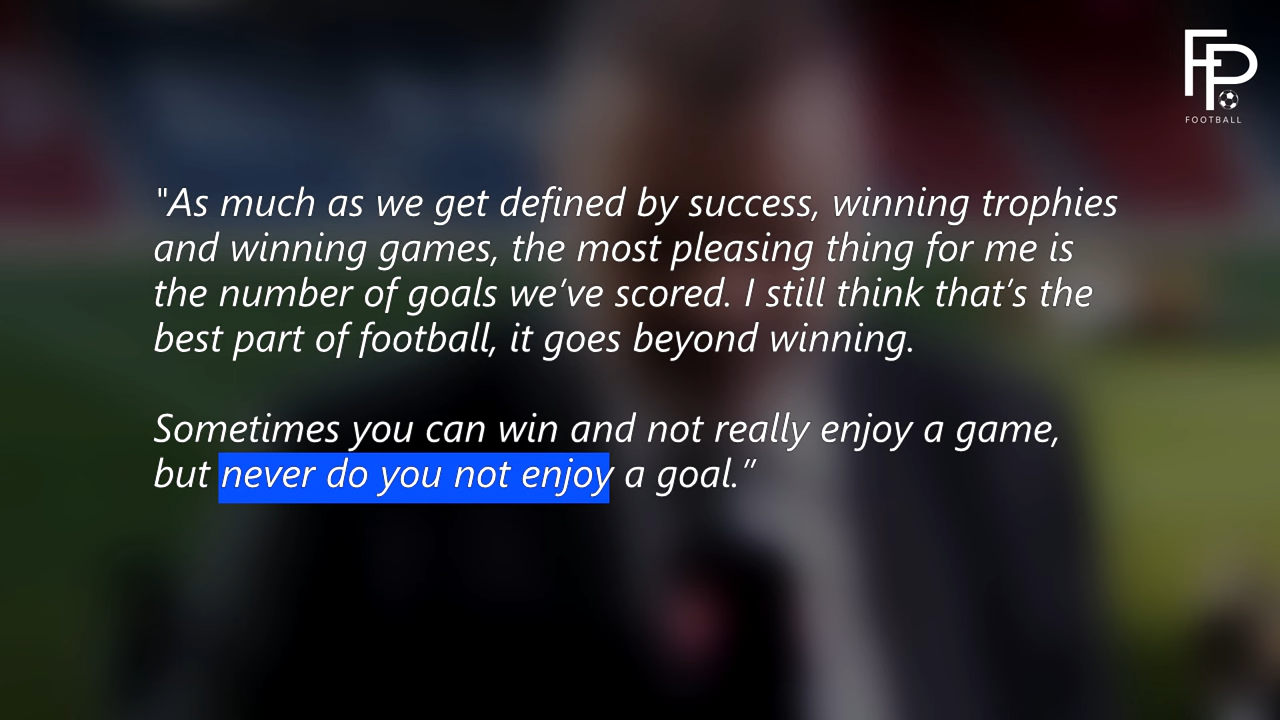 FP
FOOTBALL
"As much as we get defined by success, winning trophies
and winning games, the most pleasing thing for me is
the number of goals we’ve scored. I still think that’s the
best part of football, it goes beyond winning.
Sometimes you can win and not really enjoy a game,
but never do you not enjoy a goal.”